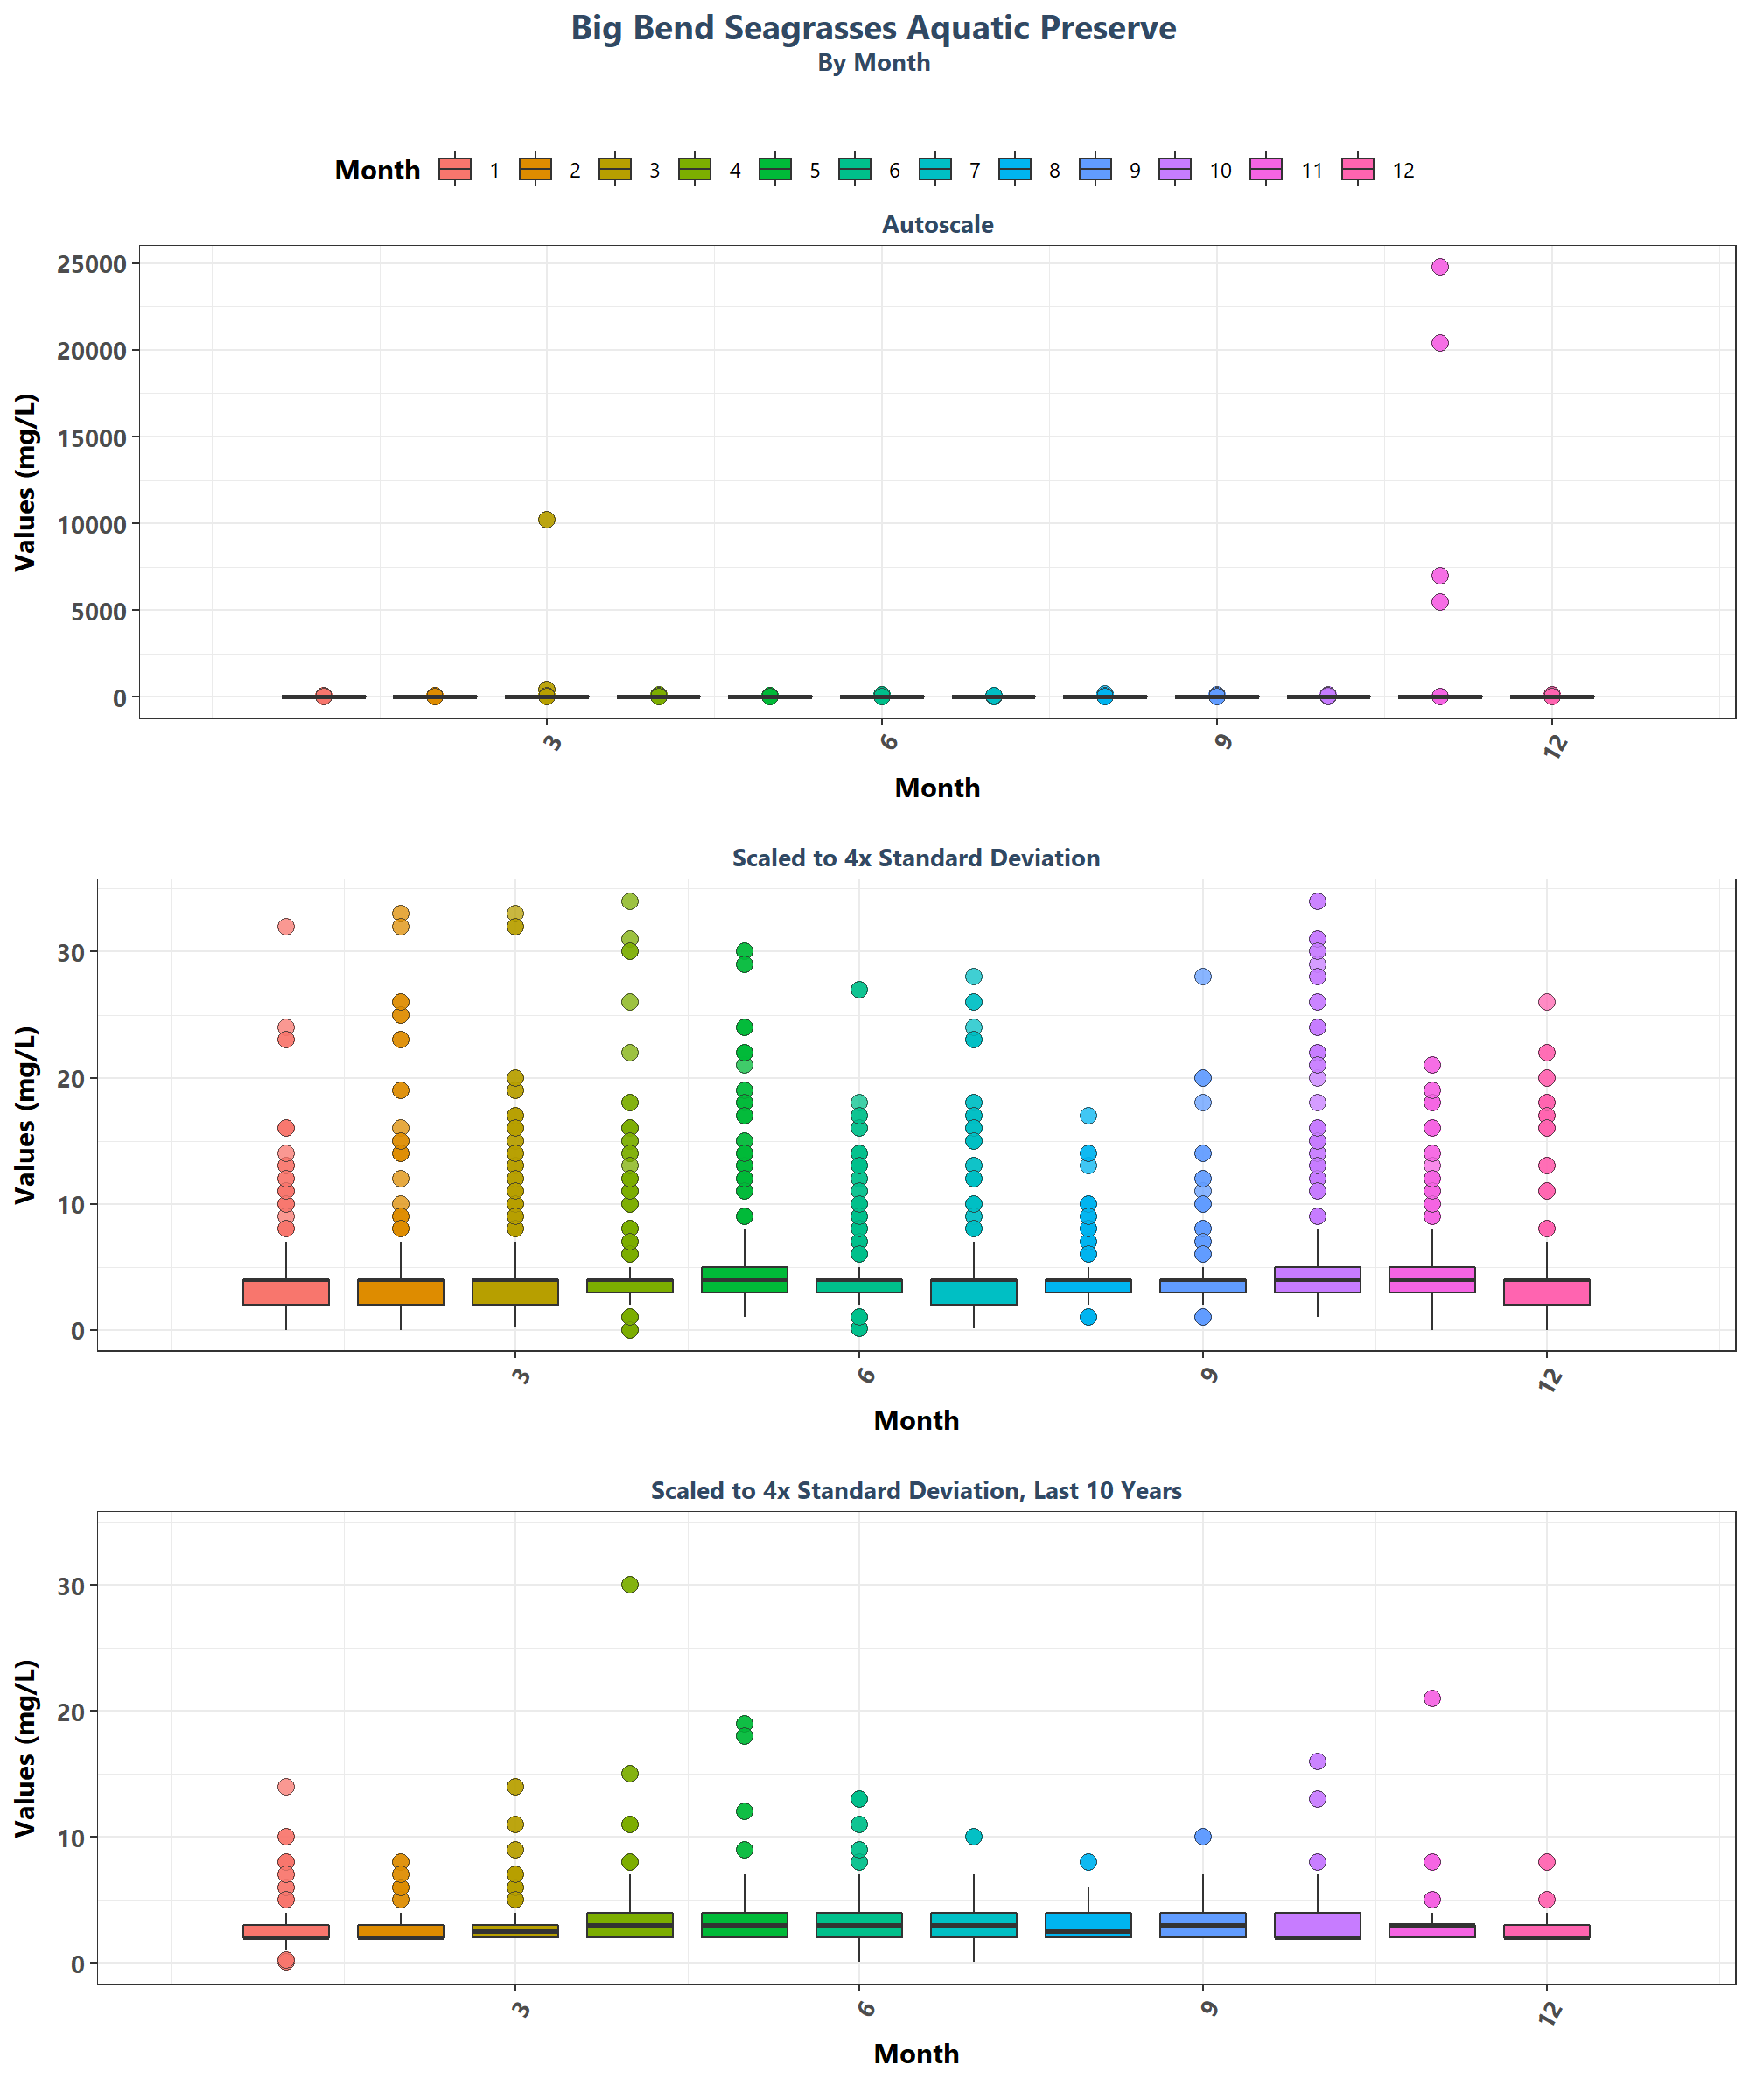 Big Bend Seagrasses Aquatic Preserve
By Month
Month 1 2 3 4 5 6 7 8 9 10 11 12
Autoscale
Values (mg/L)
25000
20000
15000
10000
5000
0
3 6 9 12
Month
Scaled to 4x Standard Deviation
Values (mg/L)
30
20
10
0
3 6 9 12
Month
Scaled to 4x Standard Deviation, Last 10 Years
Values (mg/L)
30
20
10
0
3 6 9 12
Month